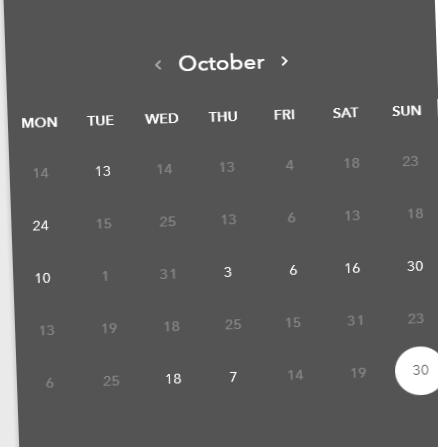 ‹ October ›
MON TUE WED THU FRI SAT SUN
14 13 14 13 4 18 23
24 15 25 13 6 13 18
10 1 31 3 6 16 30
13 19 18 25 15 31 23
6 25 18 7 14 19 30